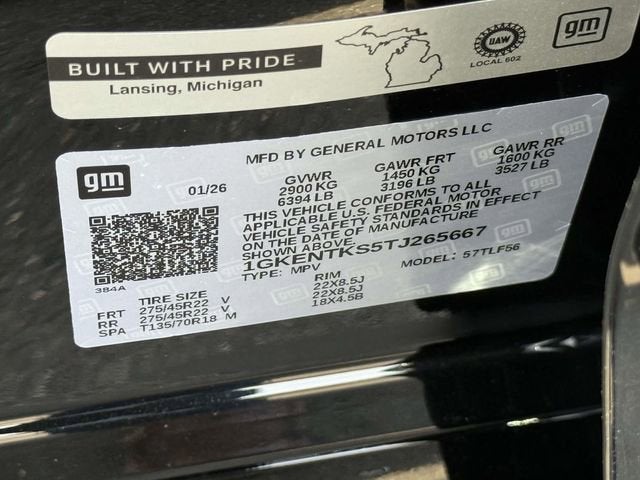 BUILT WITH PRIDE
Lansing, Michigan
UAW
LOCAL 602
gm
gm
MFD BY GENERAL MOTORS LLC
01/26
GVWR GAWR FRT GAWR RR
2900 KG 1450 KG 1600 KG
6394 LB 3196 LB 3527 LB
THIS VEHICLE CONFORMS TO ALL
APPLICABLE U.S. FEDERAL MOTOR
VEHICLE SAFETY STANDARDS IN EFFECT
ON THE DATE OF MANUFACTURE
SHOWN ABOVE.
1GKENTKS5TJ265667
TYPE: MPV MODEL: 57TLF56
384A
TIRE SIZE RIM
FRT 275/45R22 V 22X8.5J
RR 275/45R22 V 22X8.5J
SPA T135/70R18 M 18X4.5B